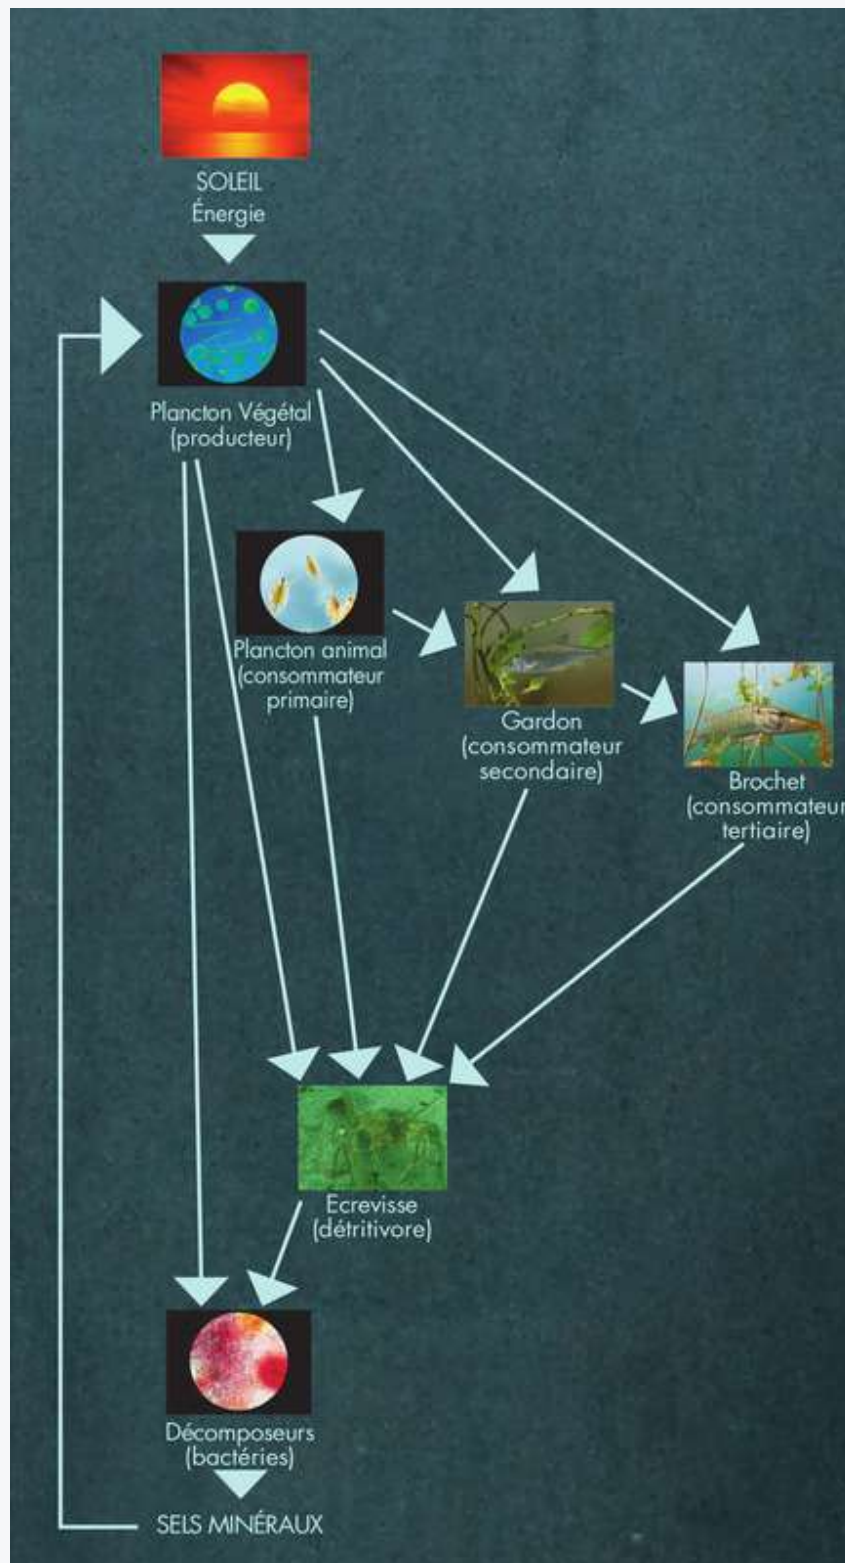 SOLEIL
Énergie
Plancton Végétal
(producteur)
Plancton animal
(consommateur
primaire)
Gardon
(consommateur
secondaire)
Brochet
(consommateur
tertiaire)
Ecrevisse
(détritivore)
Décomposeurs
(bactéries)
SELS MINÉRAUX